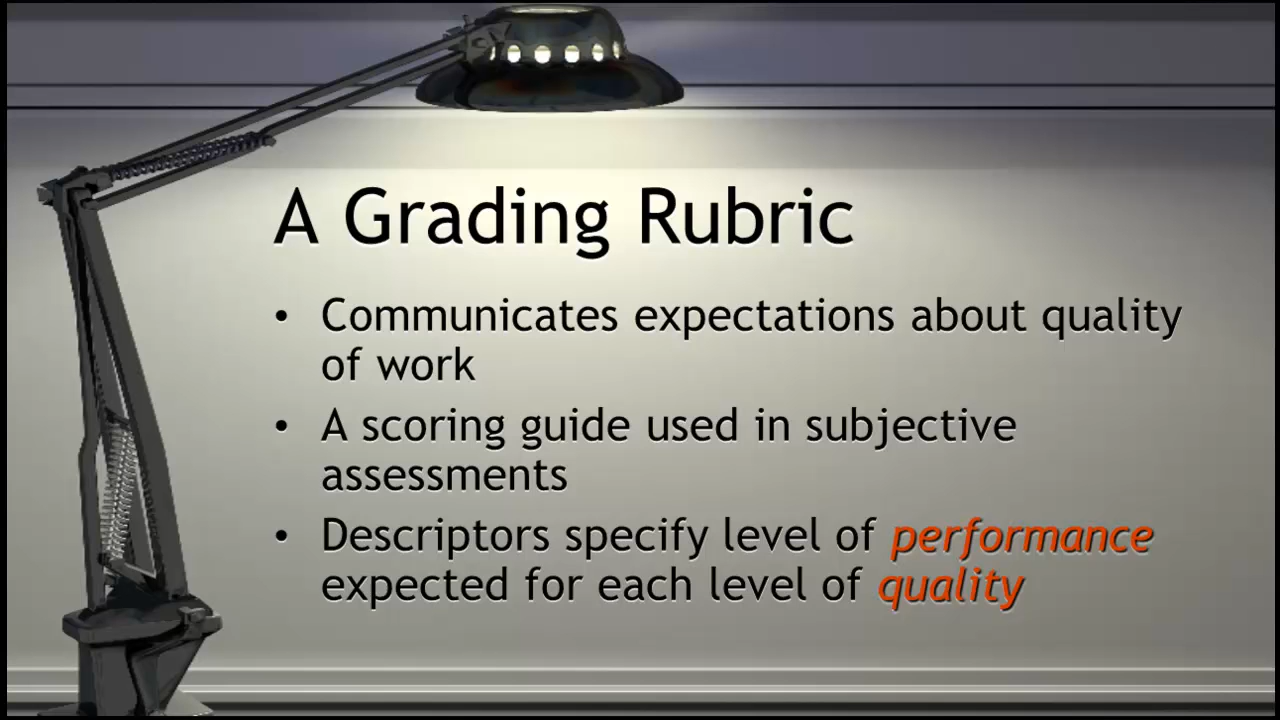 A Grading Rubric
• Communicates expectations about quality
of work
• A scoring guide used in subjective
assessments
• Descriptors specify level of performance
expected for each level of quality